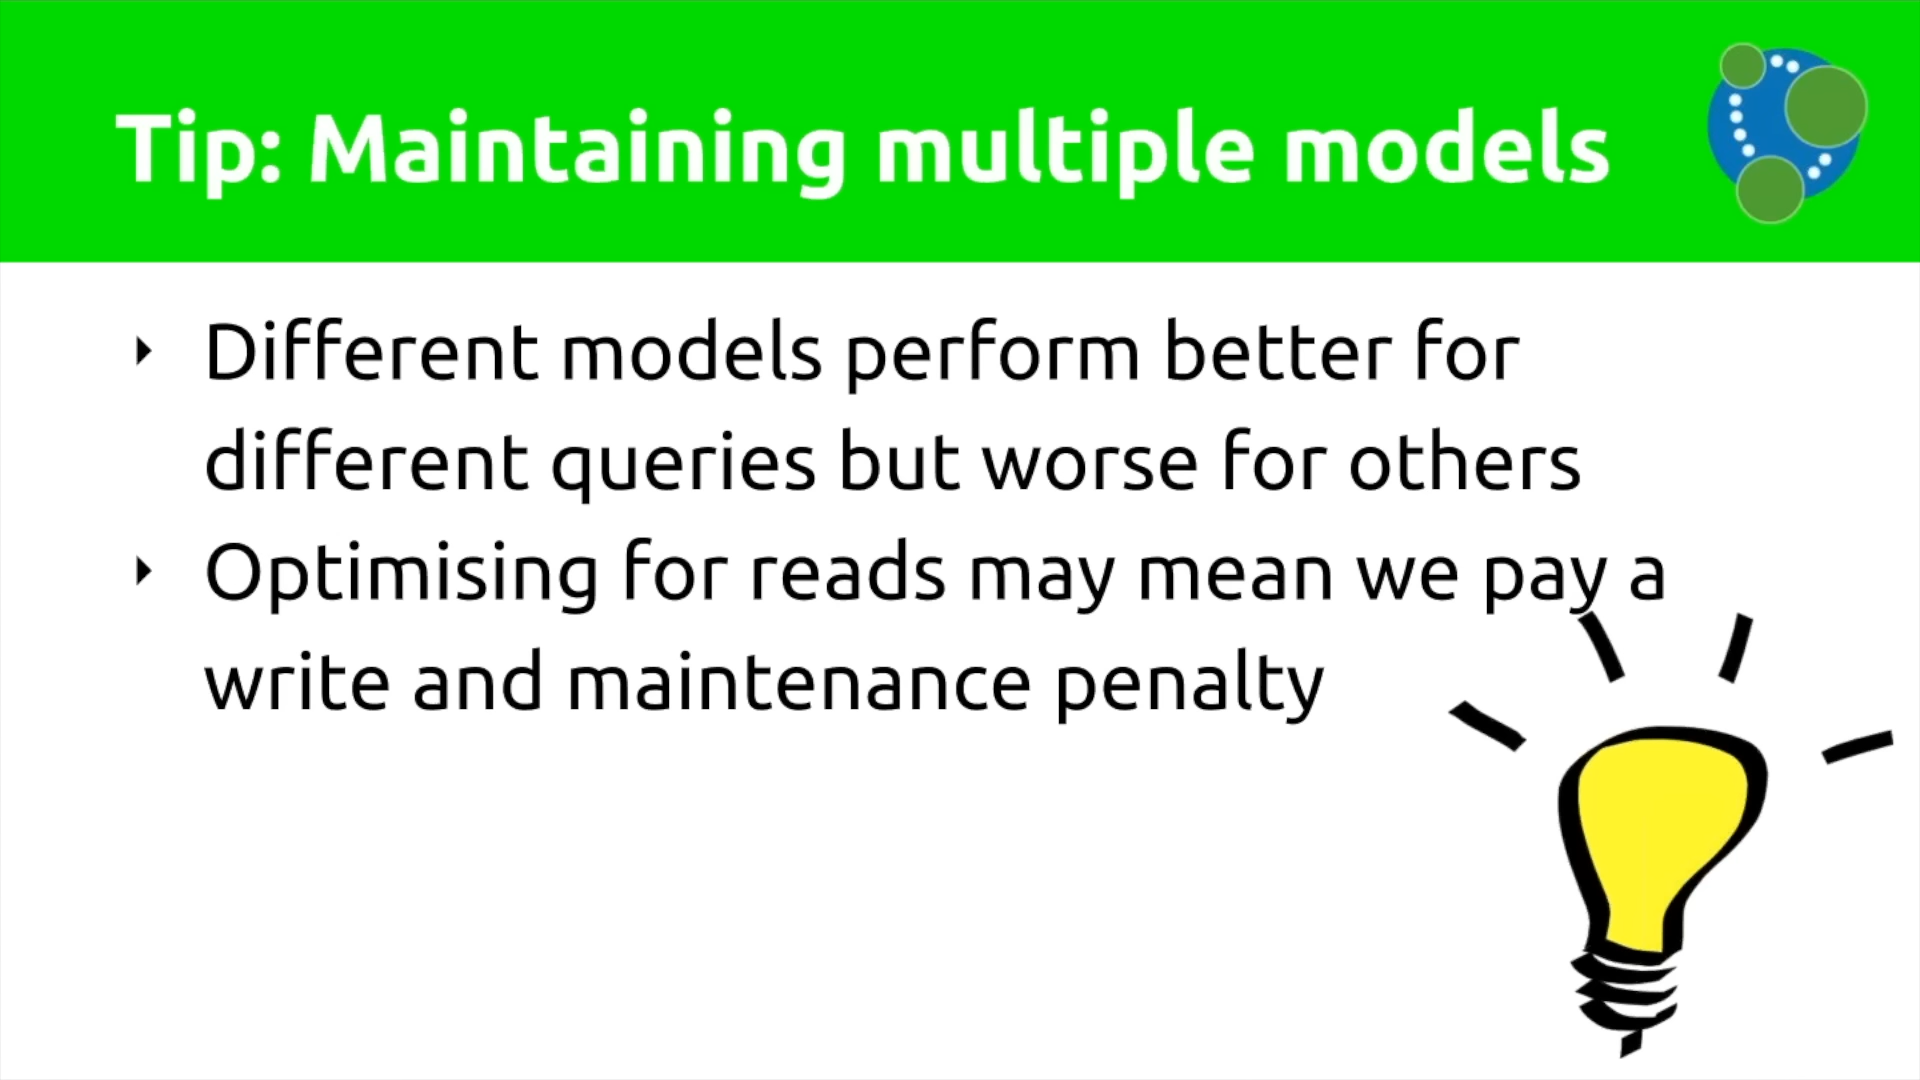 Tip: Maintaining multiple models
‣ Different models perform better for
different queries but worse for others
‣ Optimising for reads may mean we pay a
write and maintenance penalty